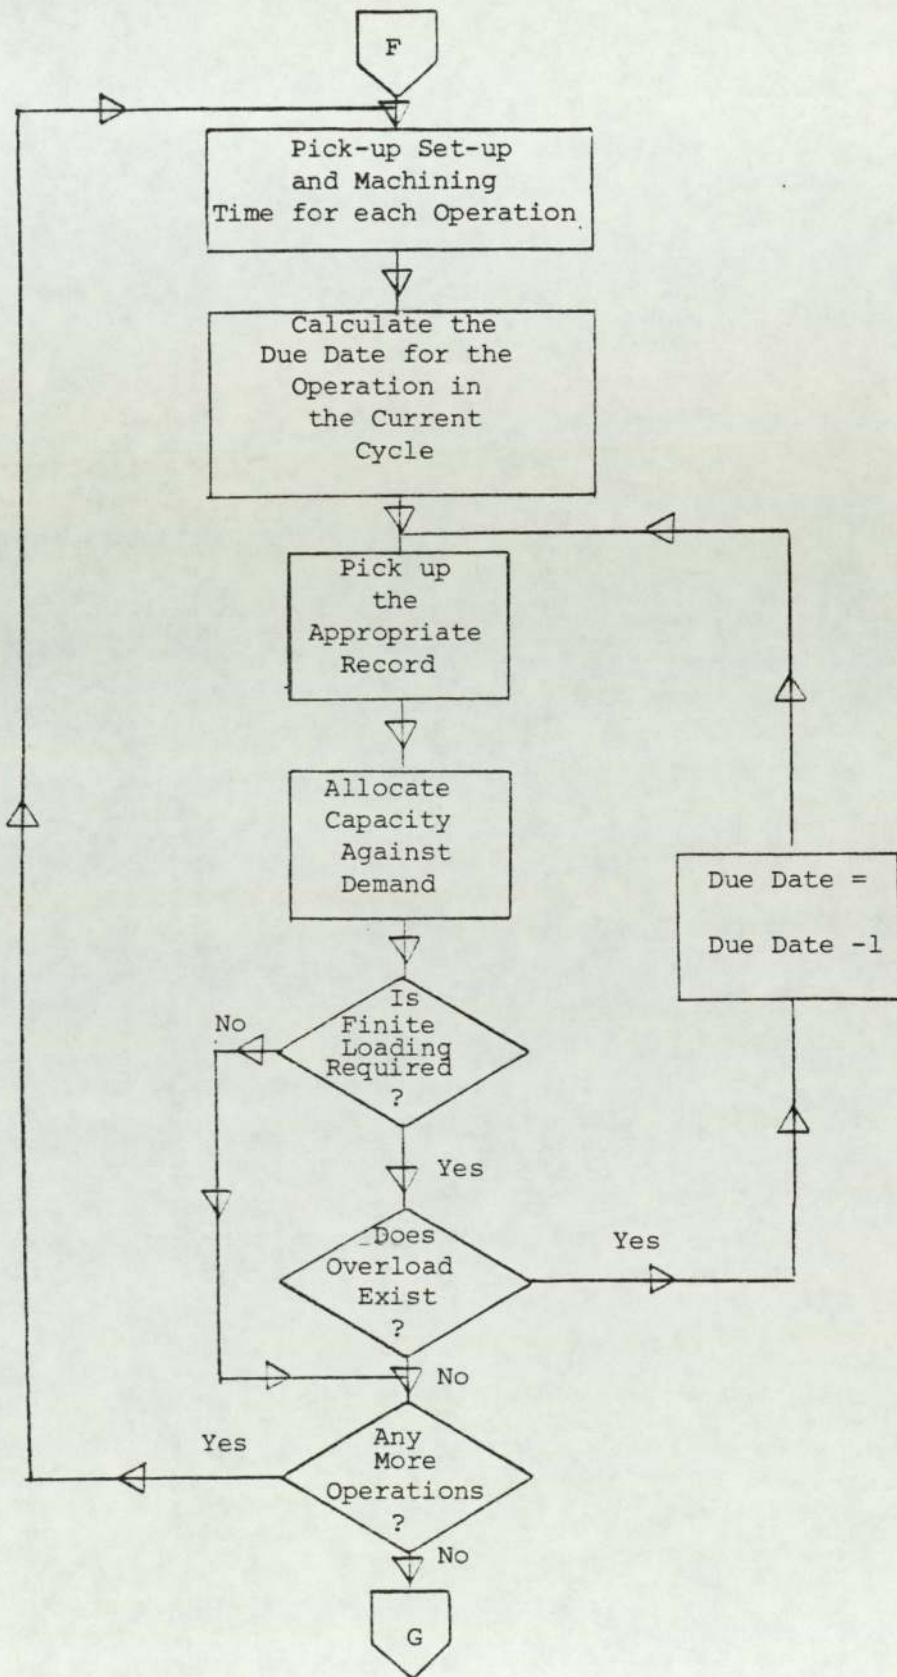 F
Pick-up Set-up
and Machining
Time for each Operation
Calculate the
Due Date for the
Operation in
the Current
Cycle
Pick up
the
Appropriate
Record
Allocate
Capacity
Against
Demand
Due Date =
Due Date -1
Is
Finite
Loading
Required
?
No
Yes
Does
Overload
Exist
?
Yes
No
Any
More
Operations
?
Yes
No
G